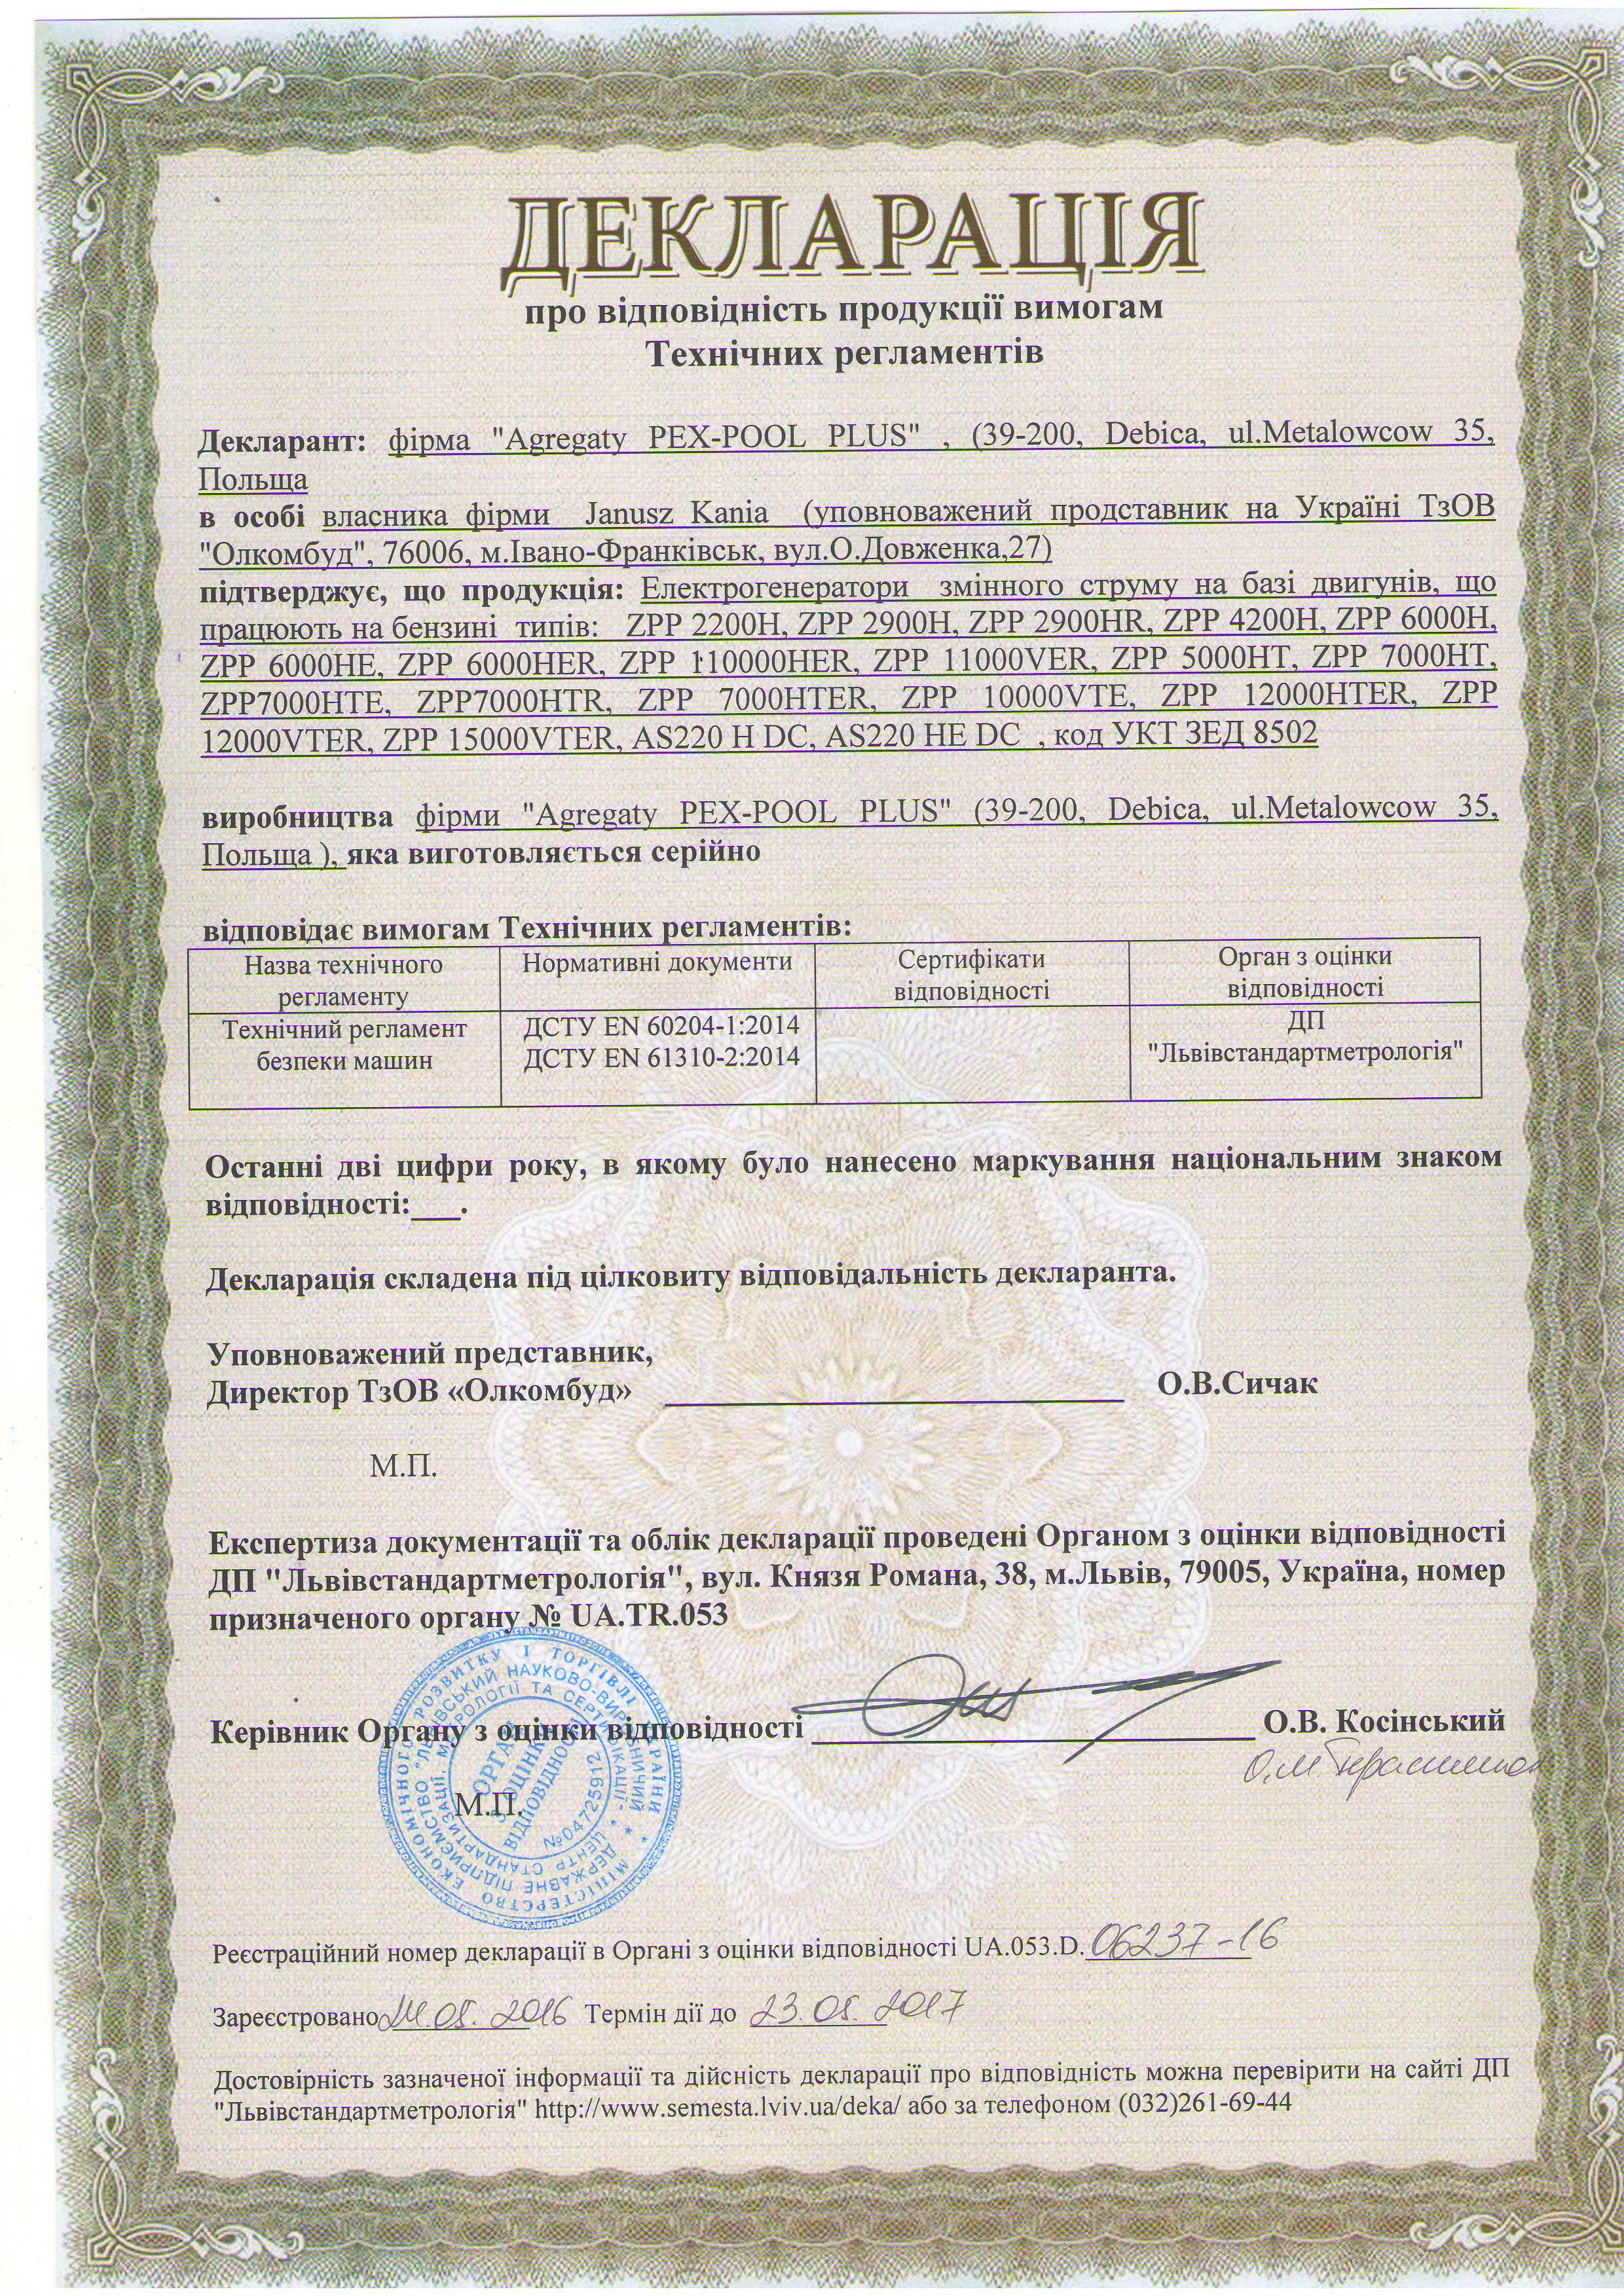 ДЕКЛАРАЦІЯ
про відповідність продукції вимогам
Технічних регламентів
Декларант: фірма "Agregaty PEX-POOL PLUS" , (39-200, Debica, ul.Metalowcow 35,
Польща
в особі власника фірми Janusz Kania (уповноважений продставник на Україні ТзОВ
"Олкомбуд", 76006, м.Івано-Франківськ, вул.О.Довженка,27)
підтверджує, що продукція: Електрогенератори змінного струму на базі двигунів, що
працюють на бензині типів: ZPP 2200H, ZPP 2900H, ZPP 2900HR, ZPP 4200H, ZPP 6000H,
ZPP 6000HE, ZPP 6000HER, ZPP 110000HER, ZPP 11000VER, ZPP 5000HT, ZPP 7000HT,
ZPP7000HTE, ZPP7000HTR, ZPP 7000HTER, ZPP 10000VTE, ZPP 12000HTER, ZPP
12000VTER, ZPP 15000VTER, AS220 H DC, AS220 HE DC , код УКТ ЗЕД 8502
виробництва фірми "Agregaty PEX-POOL PLUS" (39-200, Debica, ul.Metalowcow 35,
Польща ), яка виготовляється серійно
відповідає вимогам Технічних регламентів:
Назва технічного регламенту
Нормативні документи
Сертифікати відповідності
Орган з оцінки відповідності
Технічний регламент безпеки машин
ДСТУ EN 60204-1:2014
ДСТУ EN 61310-2:2014
ДП "Львівстандартметрологія"
Останні дві цифри року, в якому було нанесено маркування національним знаком
відповідності:___.
Декларація складена під цілковиту відповідальність декларанта.
Уповноважений представник,
Директор ТзОВ «Олкомбуд» О.В.Сичак
М.П.
Експертиза документації та облік декларації проведені Органом з оцінки відповідності
ДП "Львівстандартметрологія", вул. Князя Романа, 38, м.Львів, 79005, Україна, номер
призначеного органу № UA.TR.053
Керівник Органу з оцінки відповідності О.В. Косінський
М.П.
МІНІСТЕРСТВО ЕКОНОМІЧНОГО РОЗВИТКУ І ТОРГІВЛІ УКРАЇНИ
ДЕРЖАВНЕ ПІДПРИЄМСТВО "ЛЬВІВСЬКИЙ НАУКОВО-ВИРОБНИЧИЙ
ЦЕНТР СТАНДАРТИЗАЦІЇ, МЕТРОЛОГІЇ ТА СЕРТИФІКАЦІЇ"
ОРГАН
З ОЦІНКИ
ВІДПОВІДНОСТІ
№04725912
Реєстраційний номер декларації в Органі з оцінки відповідності UA.053.D. 06237-16
Зареєстровано 24.05. 2016 Термін дії до 23.05. 2017
Достовірність зазначеної інформації та дійсність декларації про відповідність можна перевірити на сайті ДП
"Львівстандартметрологія" http://www.semesta.lviv.ua/deka/ або за телефоном (032)261-69-44